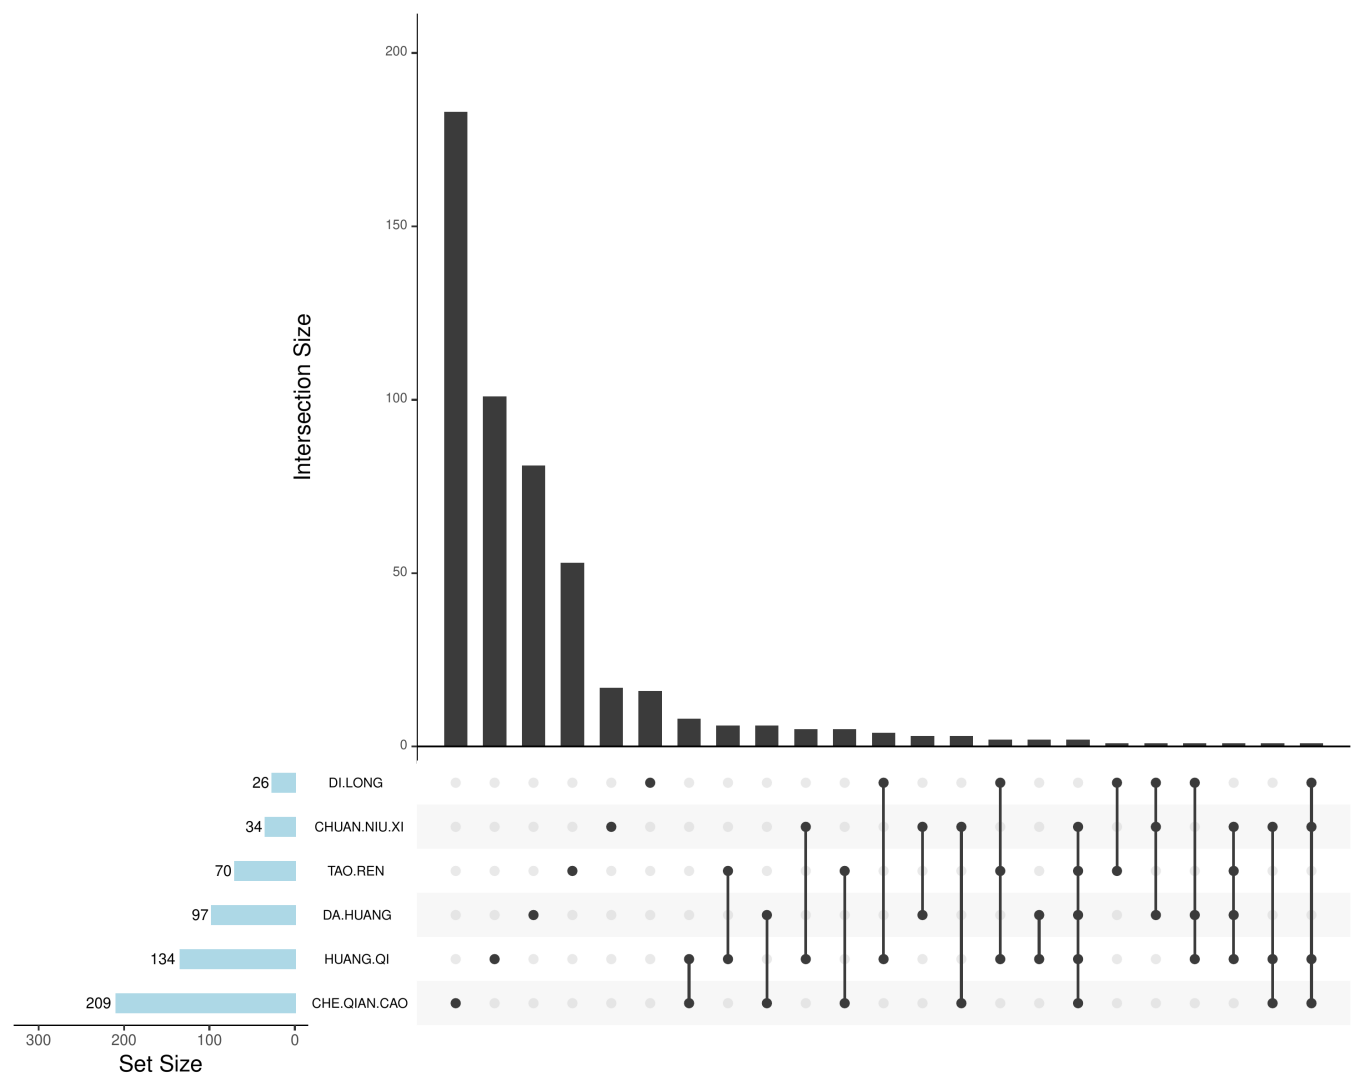 200
150
100
50
0
Intersection Size
26 DI.LONG
34 CHUAN.NIU.XI
70 TAO.REN
97 DA.HUANG
134 HUANG.QI
209 CHE.QIAN.CAO
300 200 100 0
Set Size